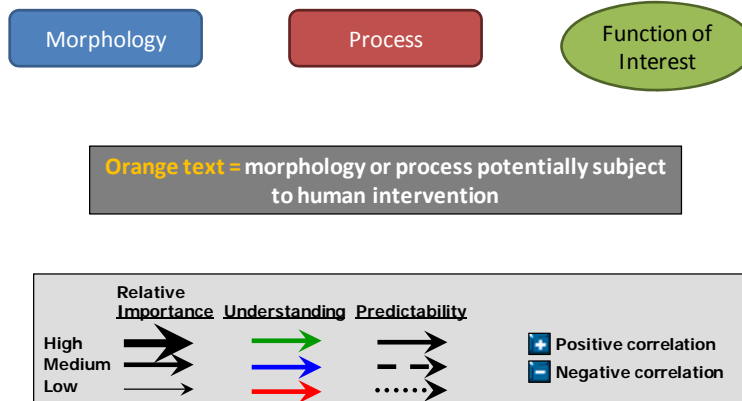 Morphology
Process
Function of
Interest
Orange text = morphology or process potentially subject
to human intervention
Relative
Importance Understanding Predictability
High
Medium
Low
+ Positive correlation
− Negative correlation